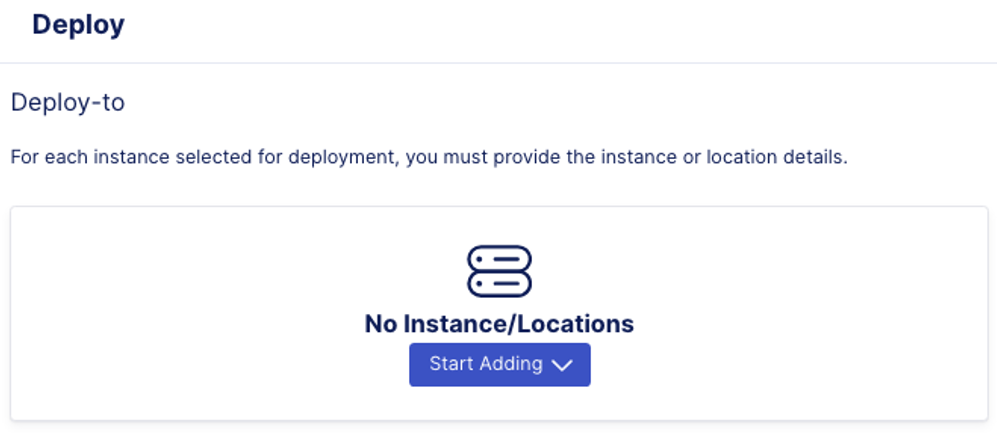 Deploy
Deploy-to
For each instance selected for deployment, you must provide the instance or location details.
No Instance/Locations
Start Adding